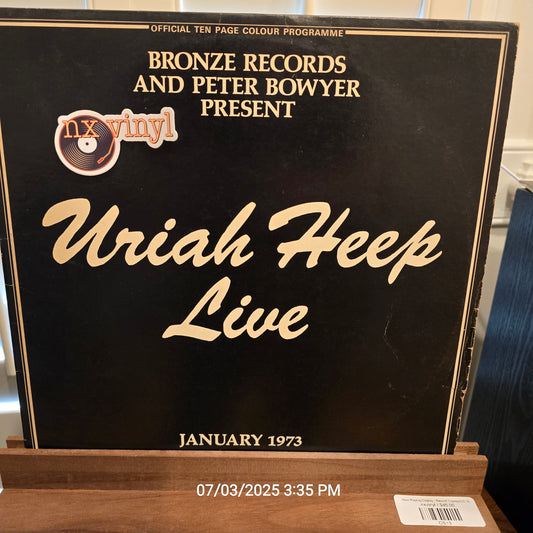 OFFICIAL TEN PAGE COLOUR PROGRAMME
BRONZE RECORDS
AND PETER BOWYER
PRESENT
nx vinyl
Uriah Heep
Live
JANUARY 1973
07/03/2025 3:35 PM